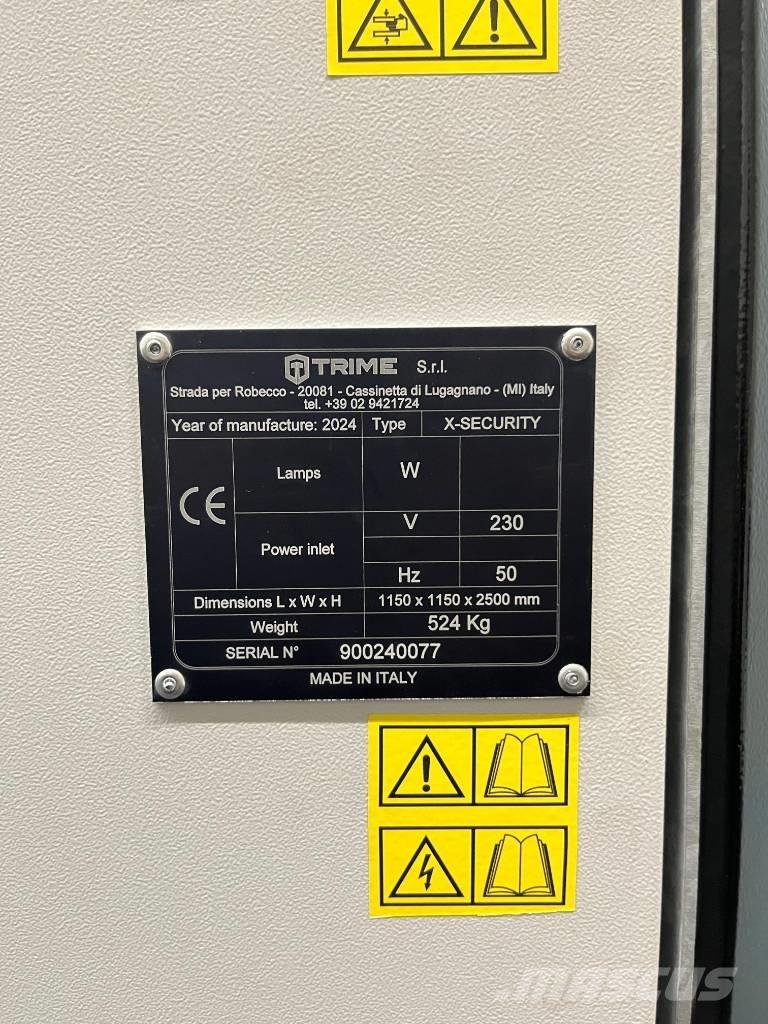 TRIME S.r.l.
Strada per Robecco - 20081 - Cassinetta di Lugagnano - (MI) Italy
tel. +39 02 9421724
Year of manufacture: 2024 Type X-SECURITY
CE
Lamps W
Power inlet
V 230
Hz 50
Dimensions L x W x H 1150 x 1150 x 2500 mm
Weight 524 Kg
SERIAL N° 900240077
MADE IN ITALY
MASCUS